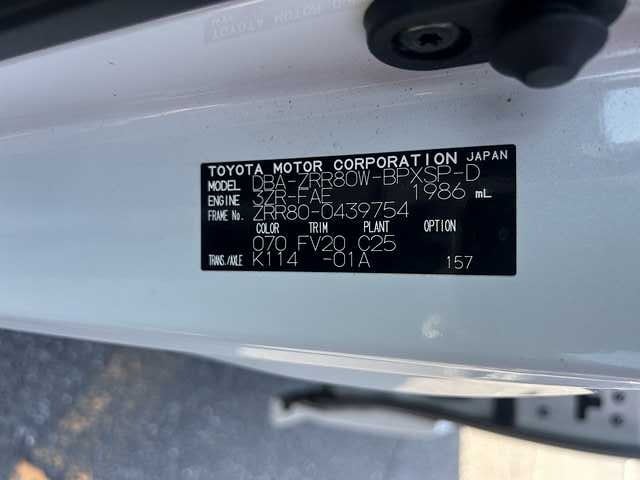 TOYOTA MOTOR CORPORATION JAPAN
MODEL DBA-ZRR80W-BPXSP-D
ENGINE 3ZR-FAE 1986 mL
FRAME No. ZRR80-0439754
COLOR TRIM PLANT OPTION
070 FV20 C25
TRANS./AXLE K114 -01A 157